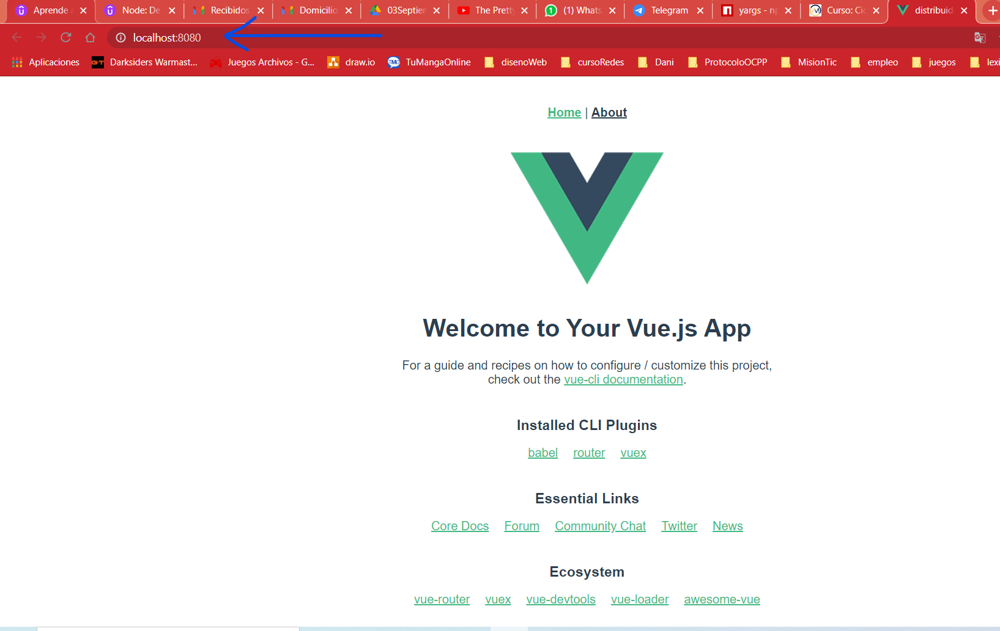 Aprende Node: De Recibidos Domicilio 03Septien The Pretty (1) Whats Telegram yargs - np Curso: Cic distribuid
localhost:8080
Aplicaciones Darksiders Warmast... Juegos Archivos - G... draw.io TuMangaOnline disenoWeb cursoRedes Dani ProtocoloOCPP MisionTic empleo juegos lexi
Home | About
Welcome to Your Vue.js App
For a guide and recipes on how to configure / customize this project,
check out the vue-cli documentation.
Installed CLI Plugins
babel router vuex
Essential Links
Core Docs Forum Community Chat Twitter News
Ecosystem
vue-router vuex vue-devtools vue-loader awesome-vue